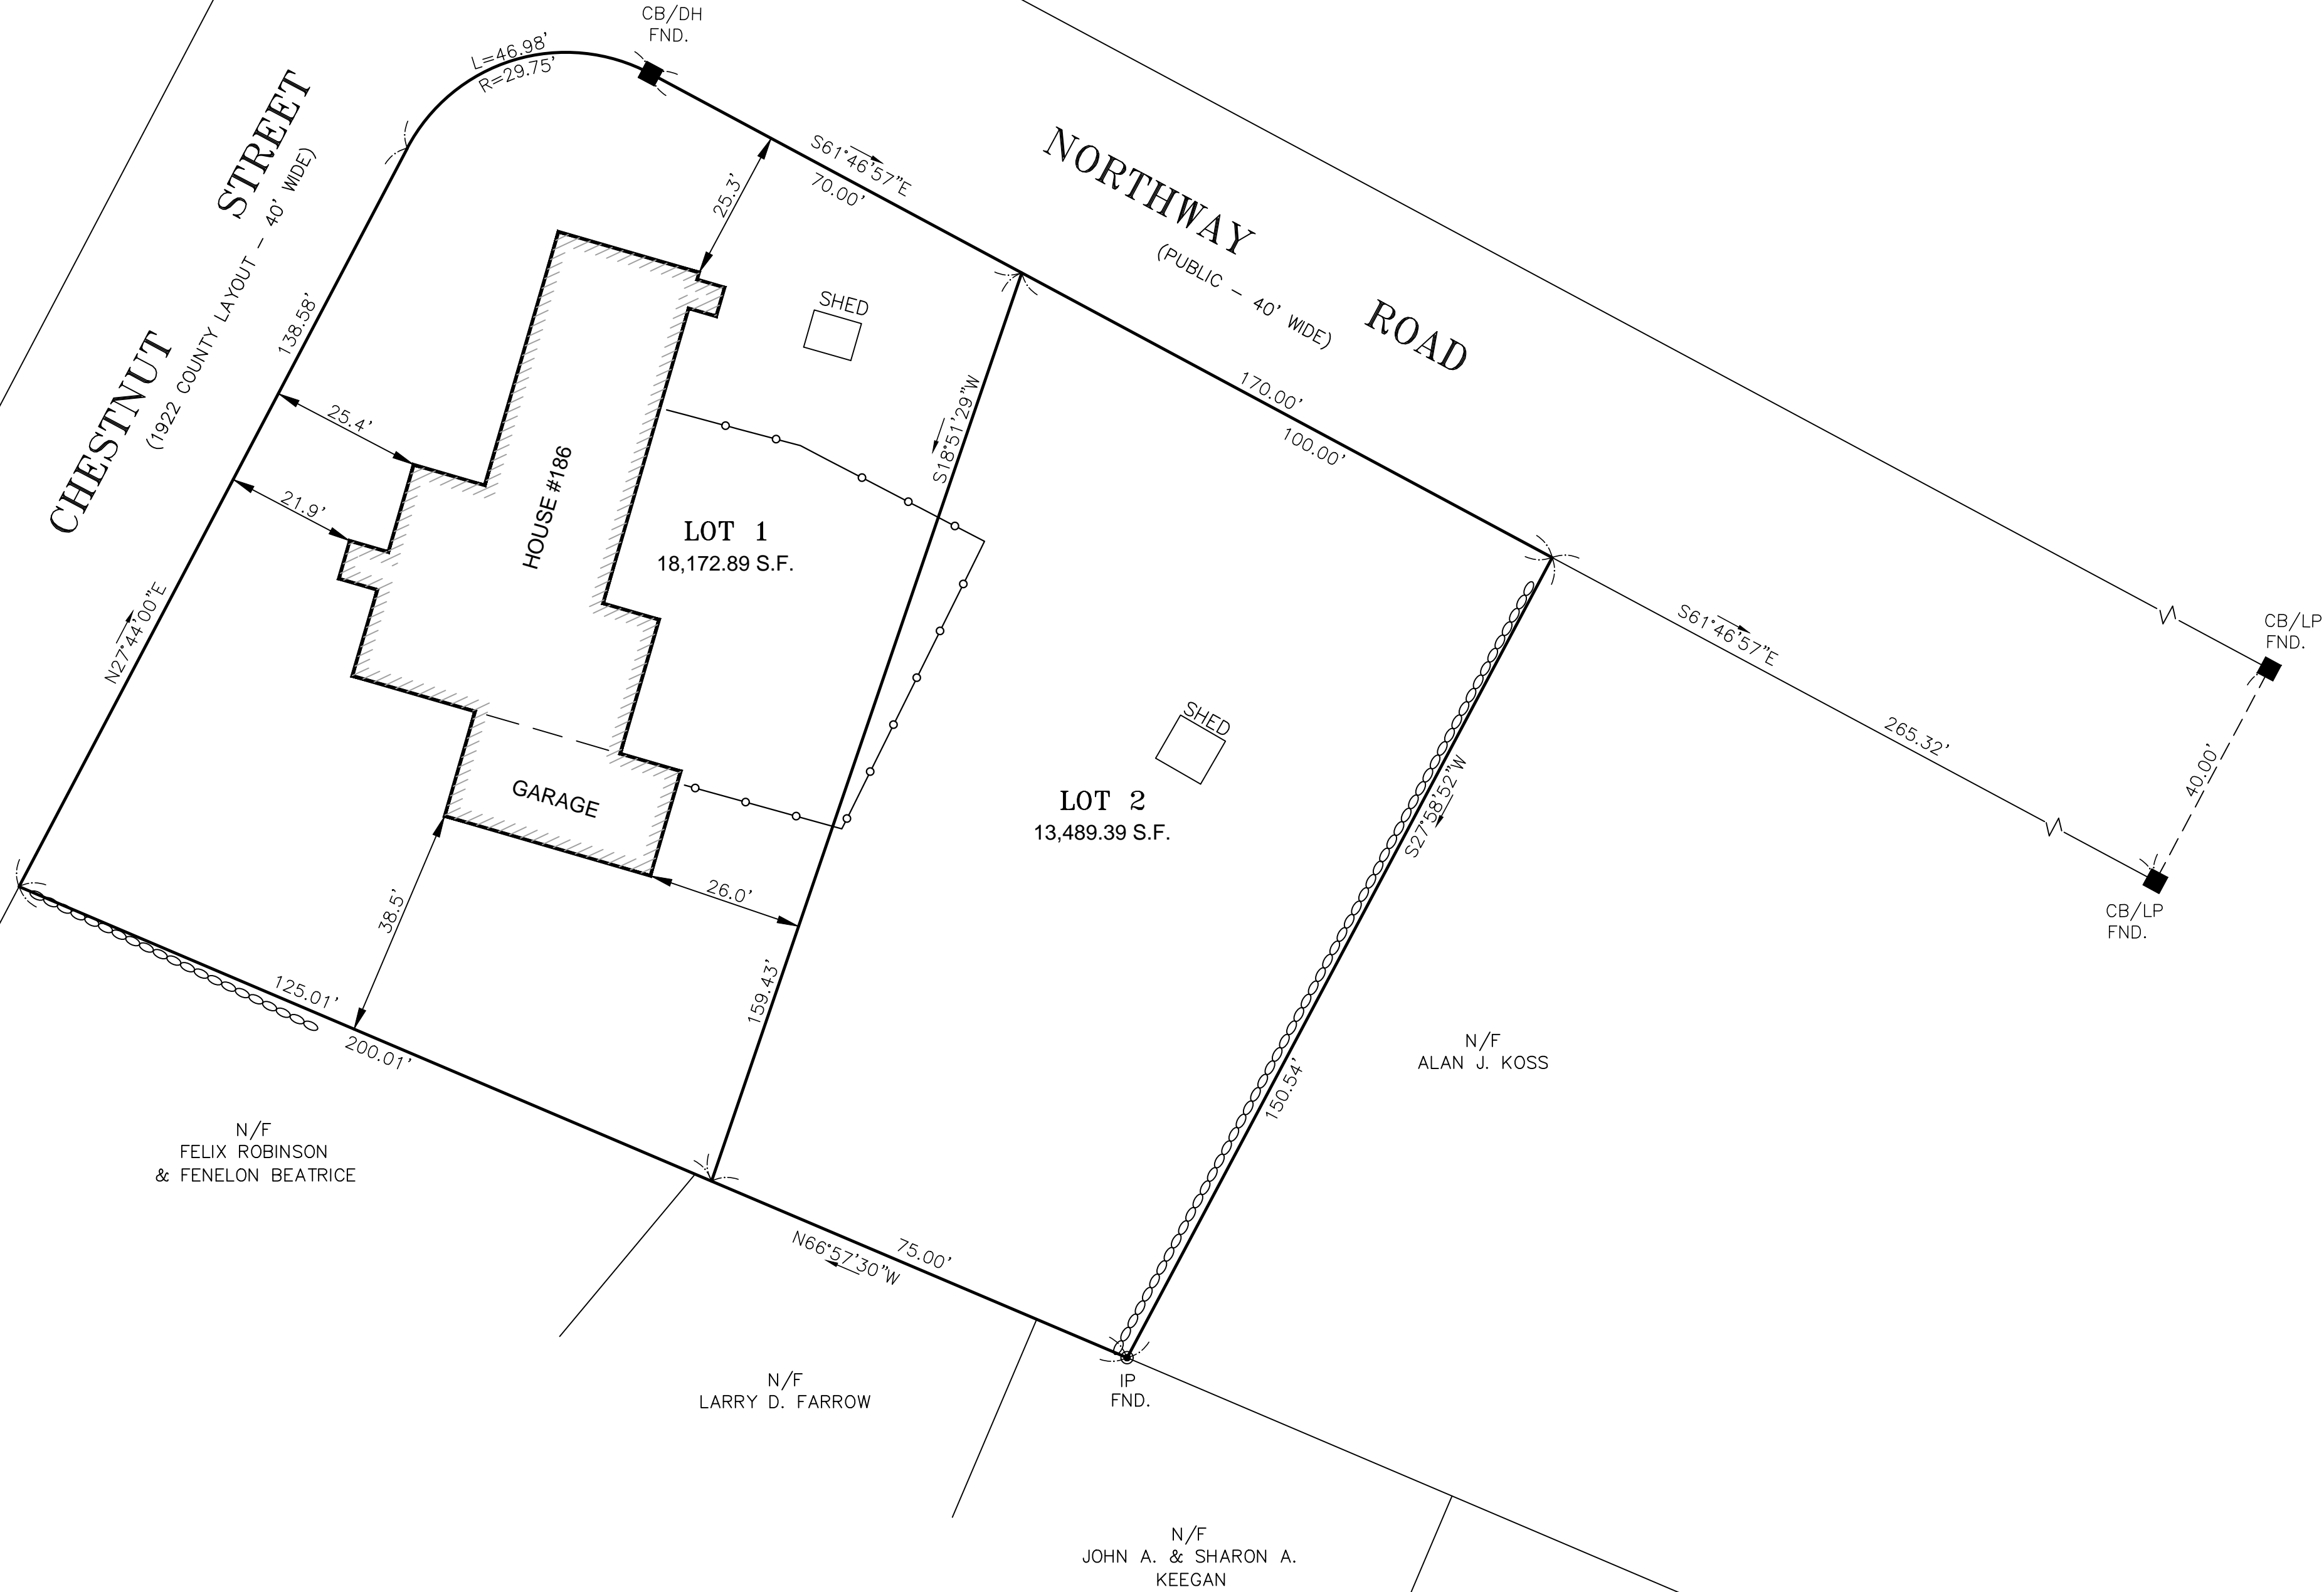 CB/DH
FND.
L=46.98'
R=29.75'
CHESTNUT STREET
(1922 COUNTY LAYOUT - 40' WIDE)
S61°46'57"E
70.00'
NORTHWAY ROAD
(PUBLIC - 40' WIDE)
25.3'
SHED
138.58'
170.00'
100.00'
S18°51'29"W
25.4'
21.9'
HOUSE #186
LOT 1
18,172.89 S.F.
N27°44'00"E
S61°46'57"E
265.32'
CB/LP
FND.
40.00'
CB/LP
FND.
SHED
GARAGE
LOT 2
13,489.39 S.F.
S27°58'52"W
26.0'
38.5'
159.43'
125.01'
200.01'
150.54'
N/F
ALAN J. KOSS
N/F
FELIX ROBINSON
& FENELON BEATRICE
N66°57'30"W
75.00'
N/F
LARRY D. FARROW
IP
FND.
N/F
JOHN A. & SHARON A.
KEEGAN